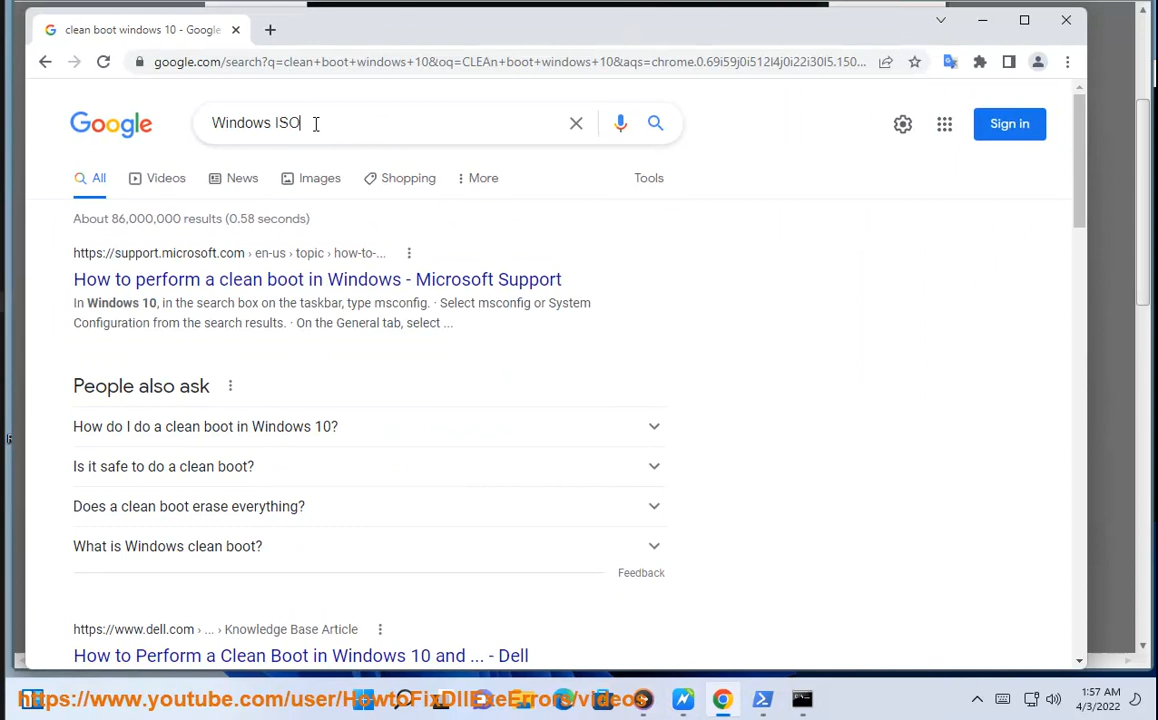 clean boot windows 10 - Google
google.com/search?q=clean+boot+windows+10&oq=CLEAn+boot+windows+10&aqs=chrome.0.69i59j0i512l4j0i22i30l5.150...
Google
Windows ISO
Sign in
All
Videos
News
Images
Shopping
More
Tools
About 86,000,000 results (0.58 seconds)
https://support.microsoft.com › en-us › topic › how-to-...
How to perform a clean boot in Windows - Microsoft Support
In Windows 10, in the search box on the taskbar, type msconfig. · Select msconfig or System
Configuration from the search results. · On the General tab, select ...
People also ask
How do I do a clean boot in Windows 10?
Is it safe to do a clean boot?
Does a clean boot erase everything?
What is Windows clean boot?
Feedback
https://www.dell.com › ... › Knowledge Base Article
How to Perform a Clean Boot in Windows 10 and ... - Dell
https://www.youtube.com/user/HowtoFixDllExeErrors/videos
1:57 AM
4/3/2022